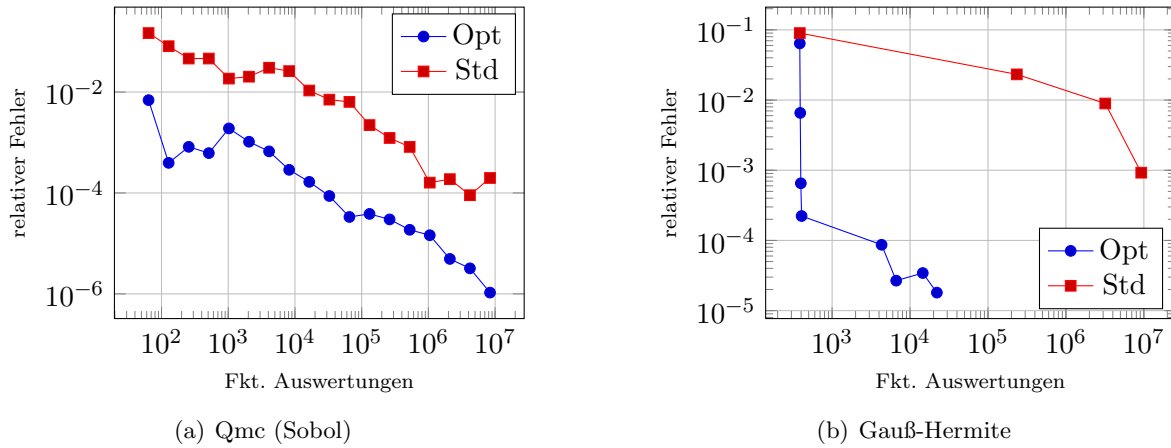 Opt
Std
10^{-2}
10^{-4}
10^{-6}
relativer Fehler
10^2 10^3 10^4 10^5 10^6 10^7
Fkt. Auswertungen
(a) Qmc (Sobol)
10^{-1}
10^{-2}
10^{-3}
10^{-4}
10^{-5}
relativer Fehler
Opt
Std
10^3 10^4 10^5 10^6 10^7
Fkt. Auswertungen
(b) Gauß-Hermite